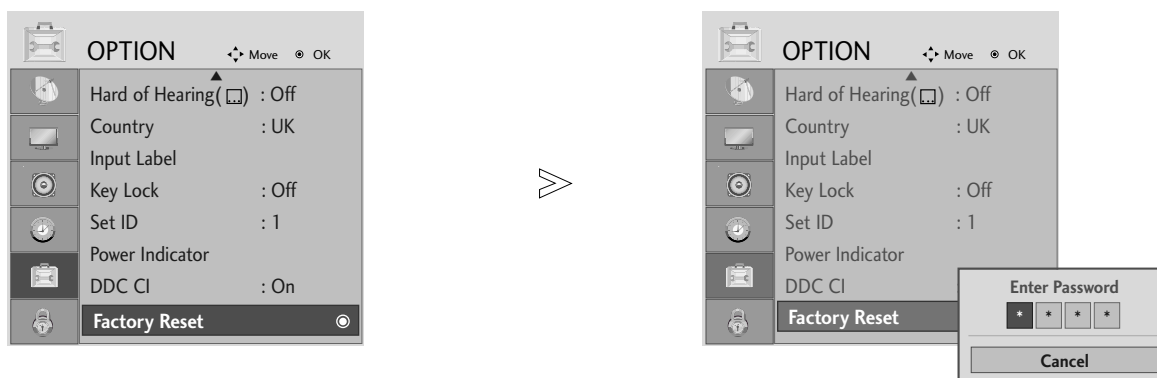 OPTION Move OK
Hard of Hearing( ) : Off
Country : UK
Input Label
Key Lock : Off
Set ID : 1
Power Indicator
DDC CI : On
Factory Reset
OPTION Move OK
Hard of Hearing( ) : Off
Country : UK
Input Label
Key Lock : Off
Set ID : 1
Power Indicator
DDC CI
Factory Reset
Enter Password
* * * *
Cancel